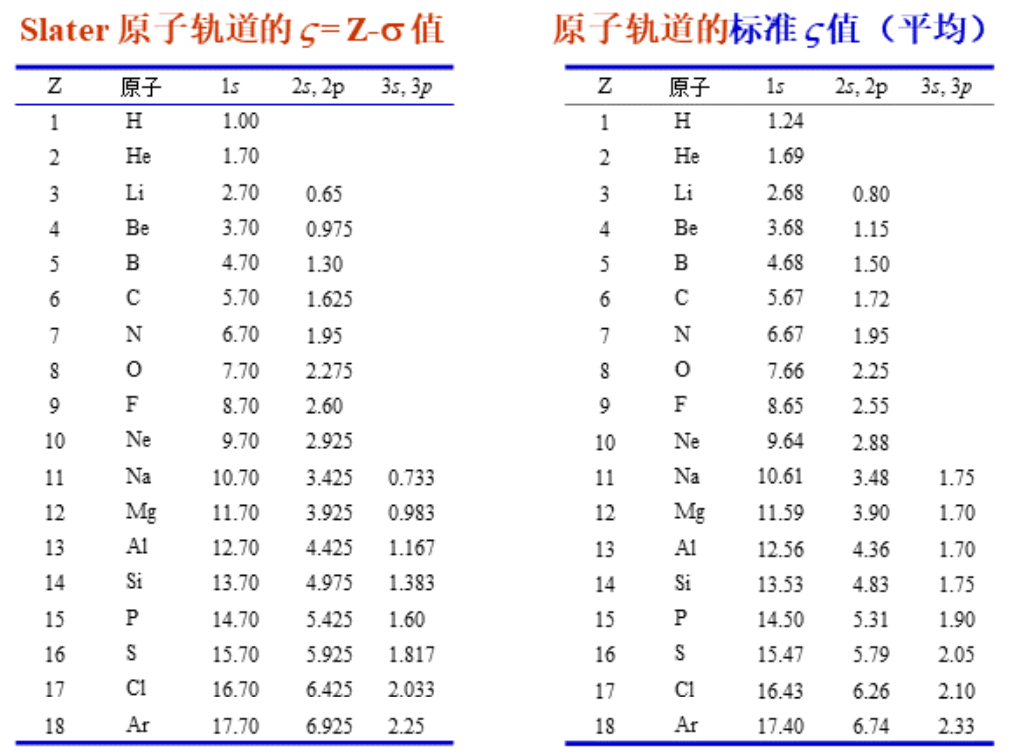 Slater 原子轨道的 ς= Z-σ 值
Z 原子 1s 2s, 2p 3s, 3p
1 H 1.00
2 He 1.70
3 Li 2.70 0.65
4 Be 3.70 0.975
5 B 4.70 1.30
6 C 5.70 1.625
7 N 6.70 1.95
8 O 7.70 2.275
9 F 8.70 2.60
10 Ne 9.70 2.925
11 Na 10.70 3.425 0.733
12 Mg 11.70 3.925 0.983
13 Al 12.70 4.425 1.167
14 Si 13.70 4.975 1.383
15 P 14.70 5.425 1.60
16 S 15.70 5.925 1.817
17 Cl 16.70 6.425 2.033
18 Ar 17.70 6.925 2.25
原子轨道的标准 ς值（平均）
Z 原子 1s 2s, 2p 3s, 3p
1 H 1.24
2 He 1.69
3 Li 2.68 0.80
4 Be 3.68 1.15
5 B 4.68 1.50
6 C 5.67 1.72
7 N 6.67 1.95
8 O 7.66 2.25
9 F 8.65 2.55
10 Ne 9.64 2.88
11 Na 10.61 3.48 1.75
12 Mg 11.59 3.90 1.70
13 Al 12.56 4.36 1.70
14 Si 13.53 4.83 1.75
15 P 14.50 5.31 1.90
16 S 15.47 5.79 2.05
17 Cl 16.43 6.26 2.10
18 Ar 17.40 6.74 2.33